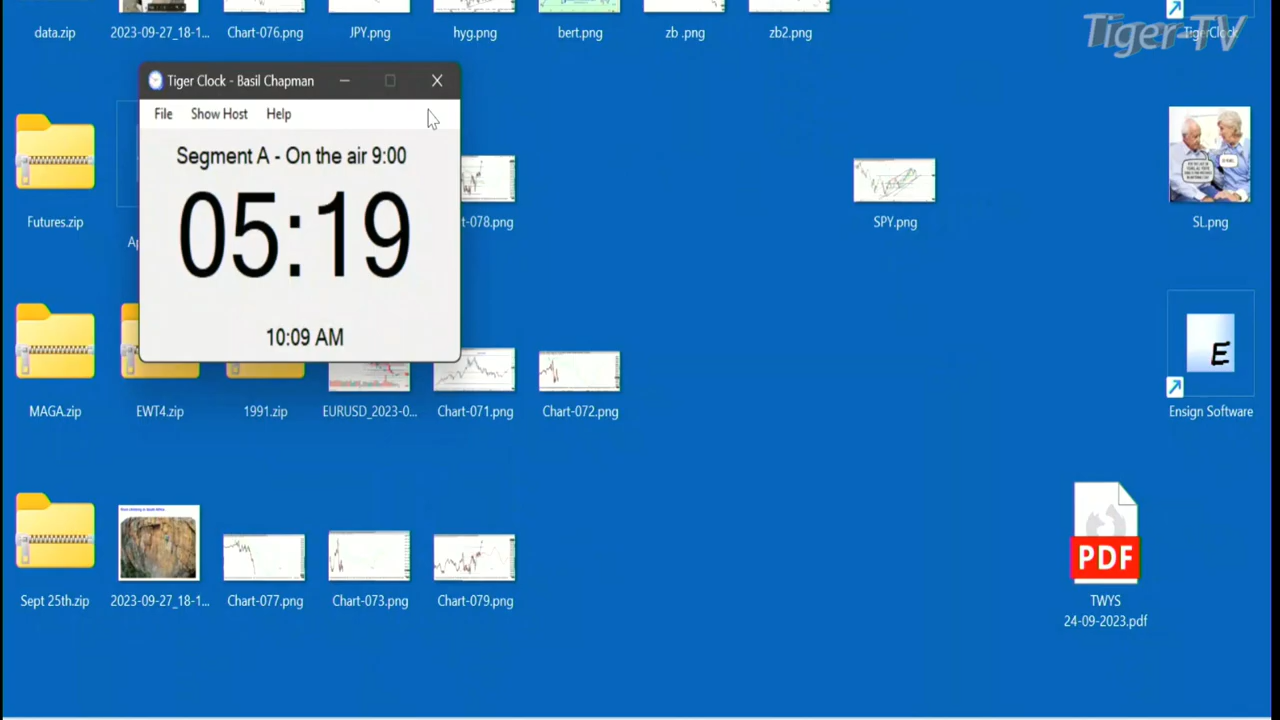 data.zip
2023-09-27_18-1...
Chart-076.png
JPY.png
hyg.png
bert.png
zb .png
zb2.png
TigerClock
Tiger-TV
Tiger Clock - Basil Chapman
File
Show Host
Help
Segment A - On the air 9:00
05:19
10:09 AM
Futures.zip
Ap
t-078.png
SPY.png
SL.png
MAGA.zip
EWT4.zip
1991.zip
EURUSD_2023-0...
Chart-071.png
Chart-072.png
E
Ensign Software
Sept 25th.zip
2023-09-27_18-1...
Chart-077.png
Chart-073.png
Chart-079.png
PDF
TWYS
24-09-2023.pdf